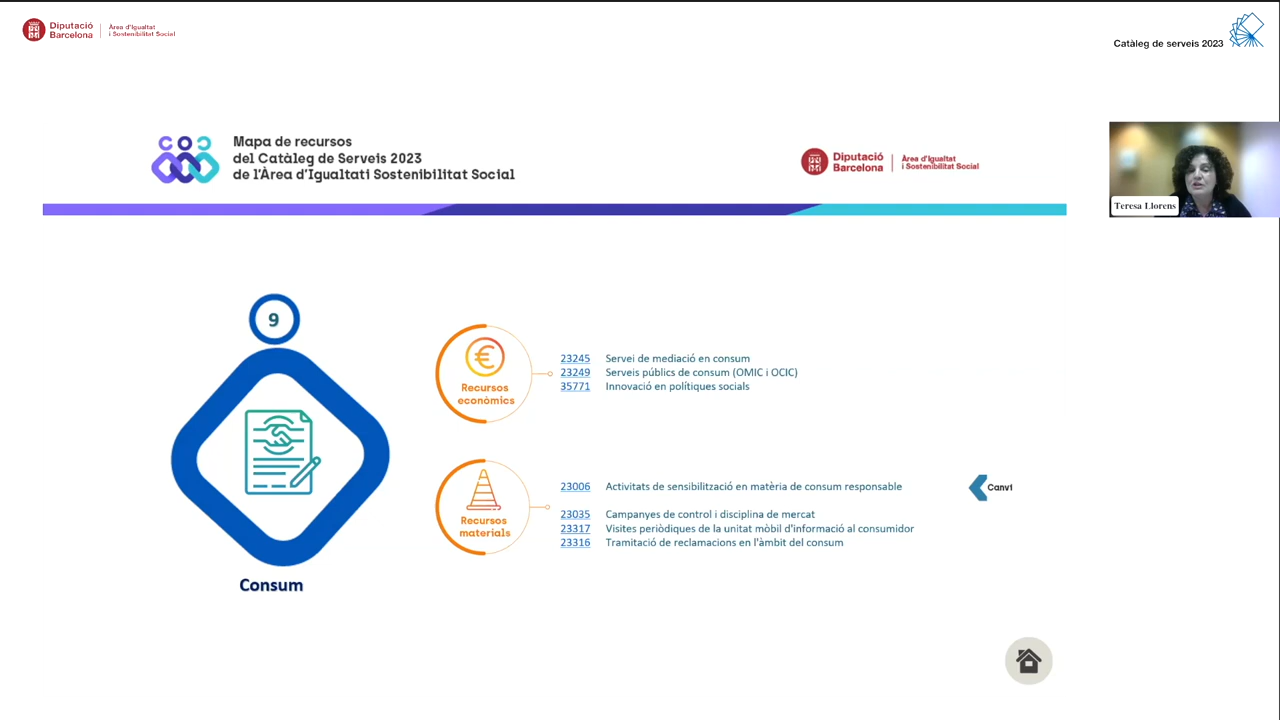 Diputació
Barcelona
Àrea d'Igualtat
i Sostenibilitat Social
Catàleg de serveis 2023
Mapa de recursos
del Catàleg de Serveis 2023
de l'Àrea d'Igualtati Sostenibilitat Social
Diputació
Barcelona
Àrea d'Igualtat
i Sostenibilitat Social
Teresa Llorens
9
Consum
Recursos
econòmics
23245 Servei de mediació en consum
23249 Serveis públics de consum (OMIC i OCIC)
35771 Innovació en polítiques socials
Recursos
materials
23006 Activitats de sensibilització en matèria de consum responsable
Canvi
23035 Campanyes de control i disciplina de mercat
23317 Visites periòdiques de la unitat mòbil d'informació al consumidor
23316 Tramitació de reclamacions en l'àmbit del consum